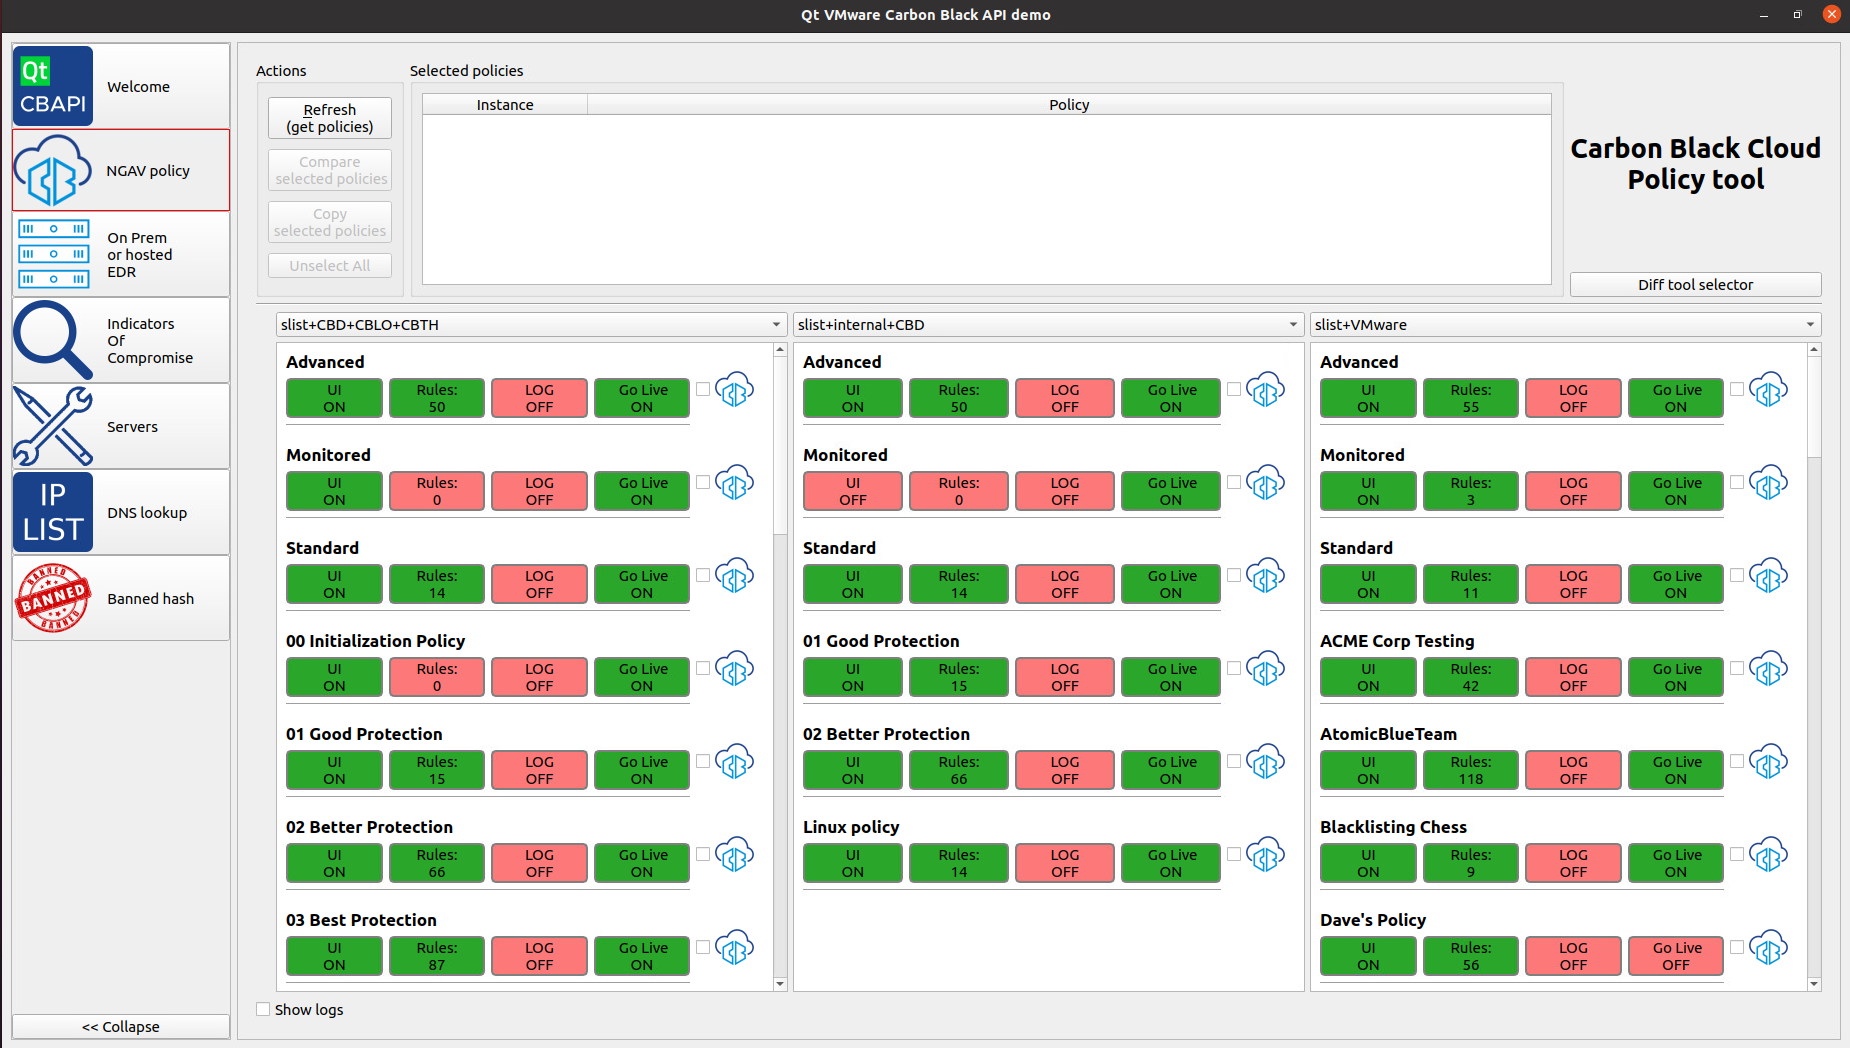 Qt VMware Carbon Black API demo
Qt
CBAPI
Welcome
NGAV policy
On Prem
or hosted
EDR
Indicators
Of
Compromise
Servers
IP
LIST
DNS lookup
BANNED
BANNED
BANNED
Banned hash
<< Collapse
Actions
Refresh
(get policies)
Compare
selected policies
Copy
selected policies
Unselect All
Selected policies
Instance Policy
Carbon Black Cloud
Policy tool
Diff tool selector
slist+CBD+CBLO+CBTH
Advanced
UI ON
Rules: 50
LOG OFF
Go Live ON
Monitored
UI ON
Rules: 0
LOG OFF
Go Live ON
Standard
UI ON
Rules: 14
LOG OFF
Go Live ON
00 Initialization Policy
UI ON
Rules: 0
LOG OFF
Go Live ON
01 Good Protection
UI ON
Rules: 15
LOG OFF
Go Live ON
02 Better Protection
UI ON
Rules: 66
LOG OFF
Go Live ON
03 Best Protection
UI ON
Rules: 87
LOG OFF
Go Live ON
slist+internal+CBD
Advanced
UI ON
Rules: 50
LOG OFF
Go Live ON
Monitored
UI OFF
Rules: 0
LOG OFF
Go Live ON
Standard
UI ON
Rules: 14
LOG OFF
Go Live ON
01 Good Protection
UI ON
Rules: 15
LOG OFF
Go Live ON
02 Better Protection
UI ON
Rules: 66
LOG OFF
Go Live ON
Linux policy
UI ON
Rules: 14
LOG OFF
Go Live ON
slist+VMware
Advanced
UI ON
Rules: 55
LOG OFF
Go Live ON
Monitored
UI ON
Rules: 3
LOG OFF
Go Live ON
Standard
UI ON
Rules: 11
LOG OFF
Go Live ON
ACME Corp Testing
UI ON
Rules: 42
LOG OFF
Go Live ON
AtomicBlueTeam
UI ON
Rules: 118
LOG OFF
Go Live ON
Blacklisting Chess
UI ON
Rules: 9
LOG OFF
Go Live ON
Dave's Policy
UI ON
Rules: 56
LOG OFF
Go Live OFF
Show logs